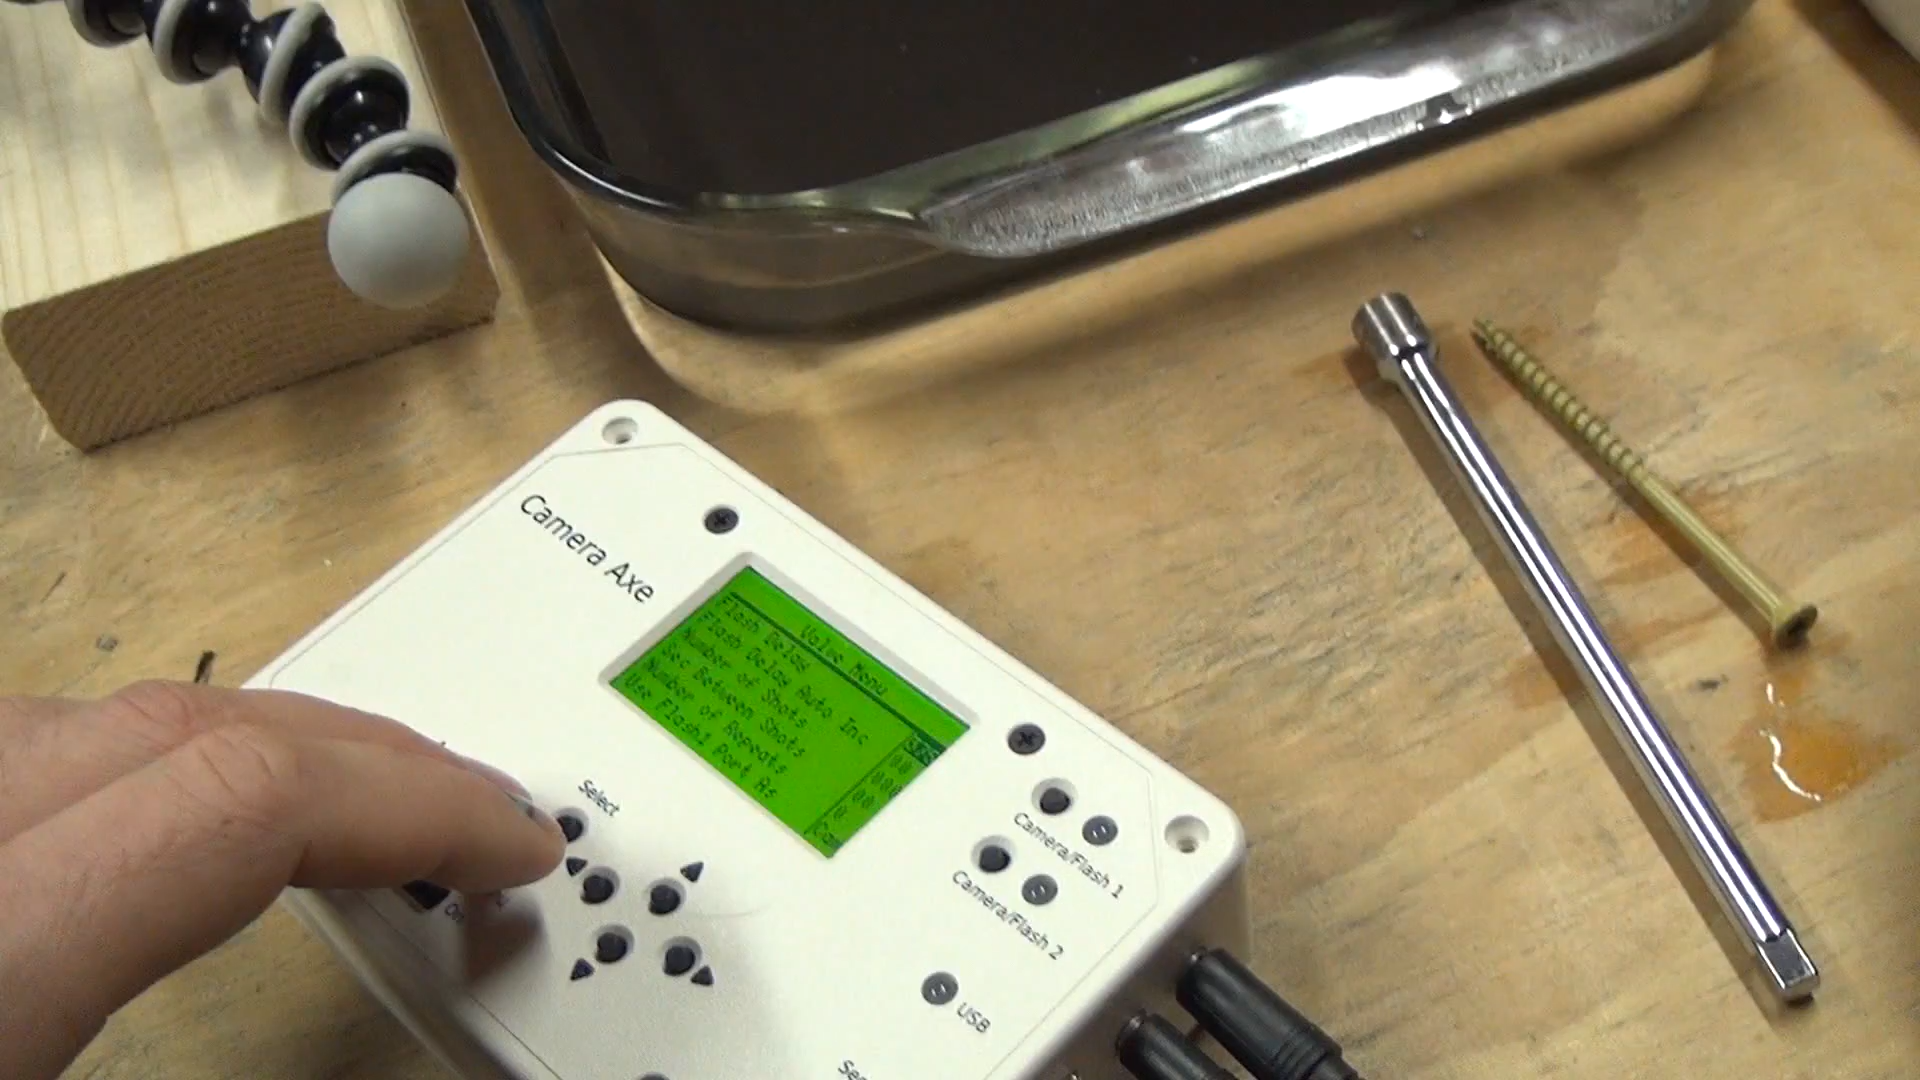 Camera Axe
Valve Menu
Flash Delay
Flash Delay Auto Inc
Number of Shots
Sec Between Shots
Number of Repeats
Use Flash1 Port As
Select
On
Camera/Flash 1
Camera/Flash 2
USB